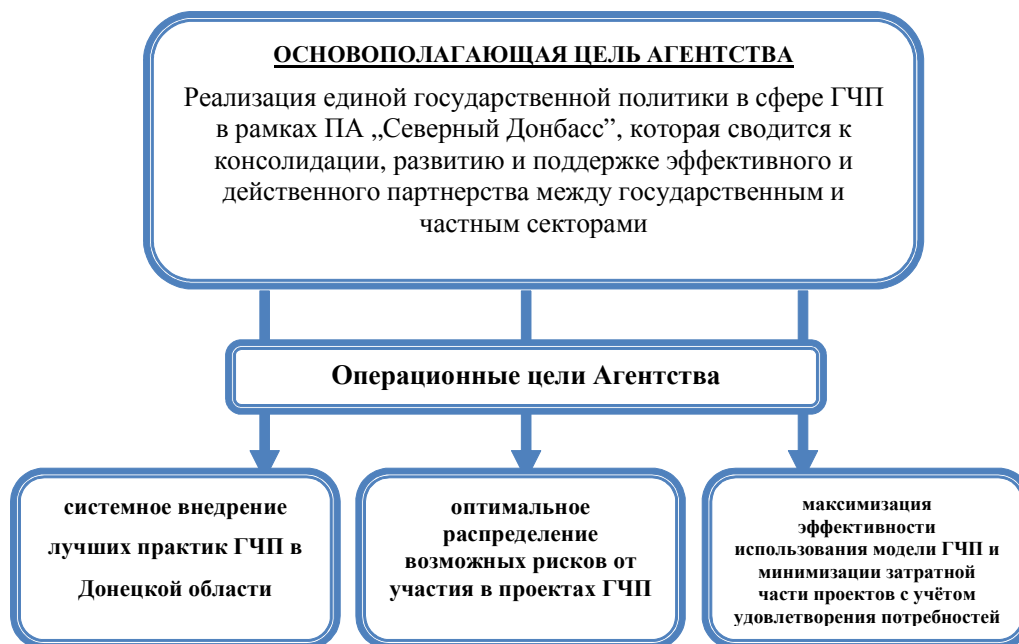 ОСНОВОПОЛАГАЮЩАЯ ЦЕЛЬ АГЕНТСТВА
Реализация единой государственной политики в сфере ГЧП
в рамках ПА „Северный Донбасс”, которая сводится к
консолидации, развитию и поддержке эффективного и
действенного партнерства между государственным и
частным секторами
Операционные цели Агентства
системное внедрение
лучших практик ГЧП в
Донецкой области
оптимальное
распределение
возможных рисков от
участия в проектах ГЧП
максимизация
эффективности
использования модели ГЧП и
минимизации затратной
части проектов с учётом
удовлетворения потребностей